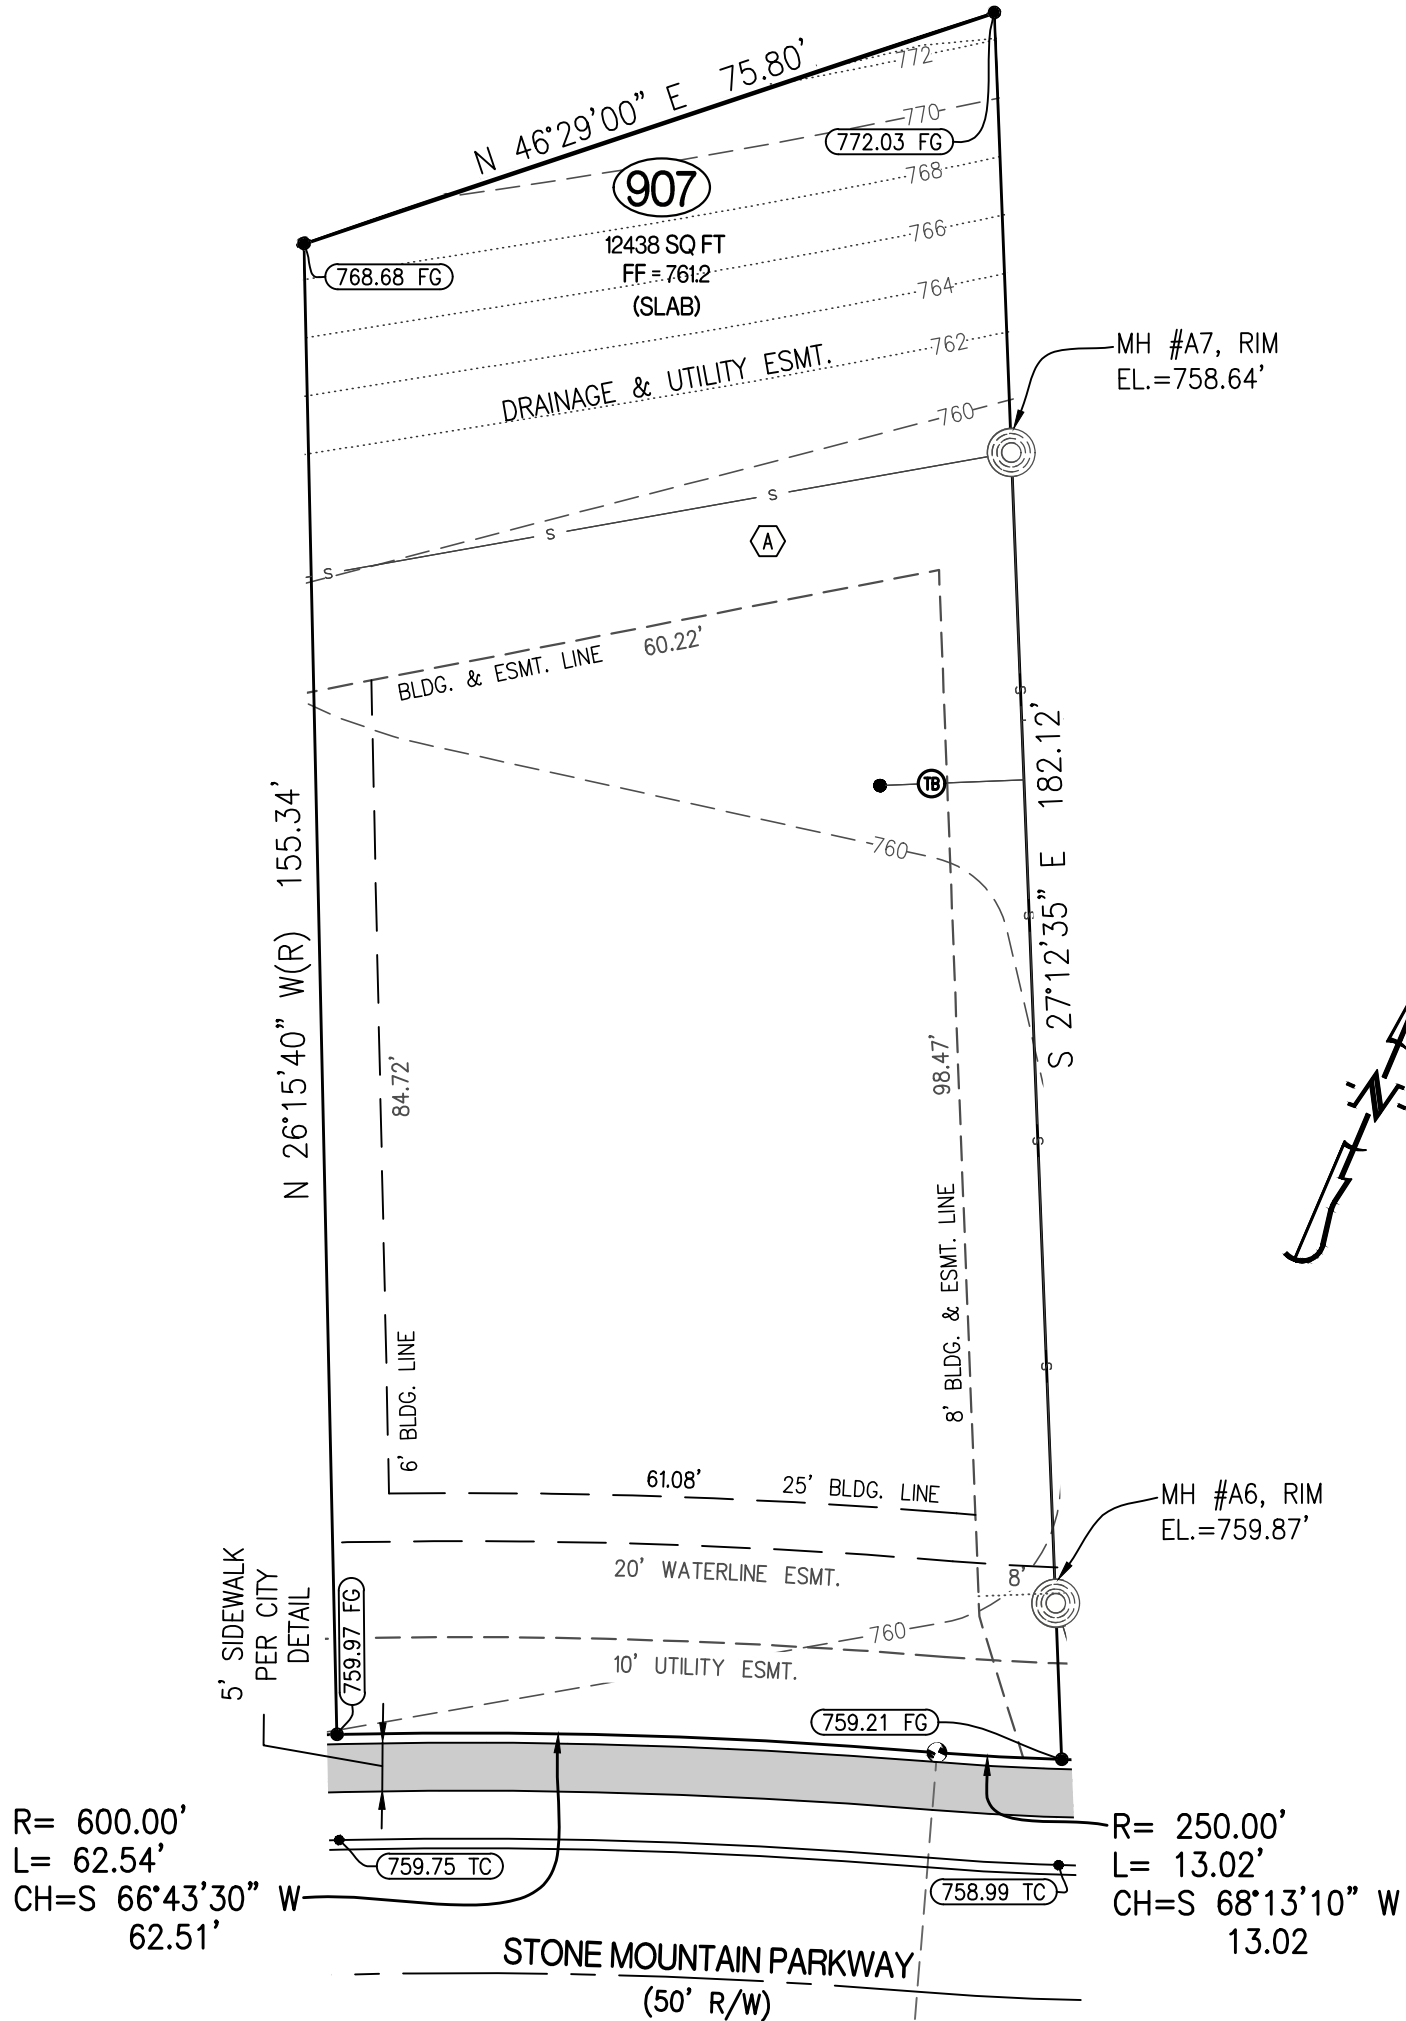 N 46°29'00" E 75.80'
772
770
772.03 FG
768
907
766
12438 SQ FT
FF = 761.2
(SLAB)
768.68 FG
764
762
DRAINAGE & UTILITY ESMT.
MH #A7, RIM
EL.=758.64'
760
S
S
S
A
BLDG. & ESMT. LINE 60.22'
S
TB
760
N 26°15'40" W(R) 155.34'
S 27°12'35" E 182.12'
S
84.72'
98.47'
N
S
8' BLDG. & ESMT. LINE
6' BLDG. LINE
S
61.08' 25' BLDG. LINE
MH #A6, RIM
EL.=759.87'
20' WATERLINE ESMT.
8'
5' SIDEWALK
PER CITY
DETAIL
759.97 FG
760
10' UTILITY ESMT.
759.21 FG
R= 600.00'
L= 62.54'
CH=S 66°43'30" W
62.51'
R= 250.00'
L= 13.02'
CH=S 68°13'10" W
13.02
759.75 TC
758.99 TC
STONE MOUNTAIN PARKWAY
(50' R/W)